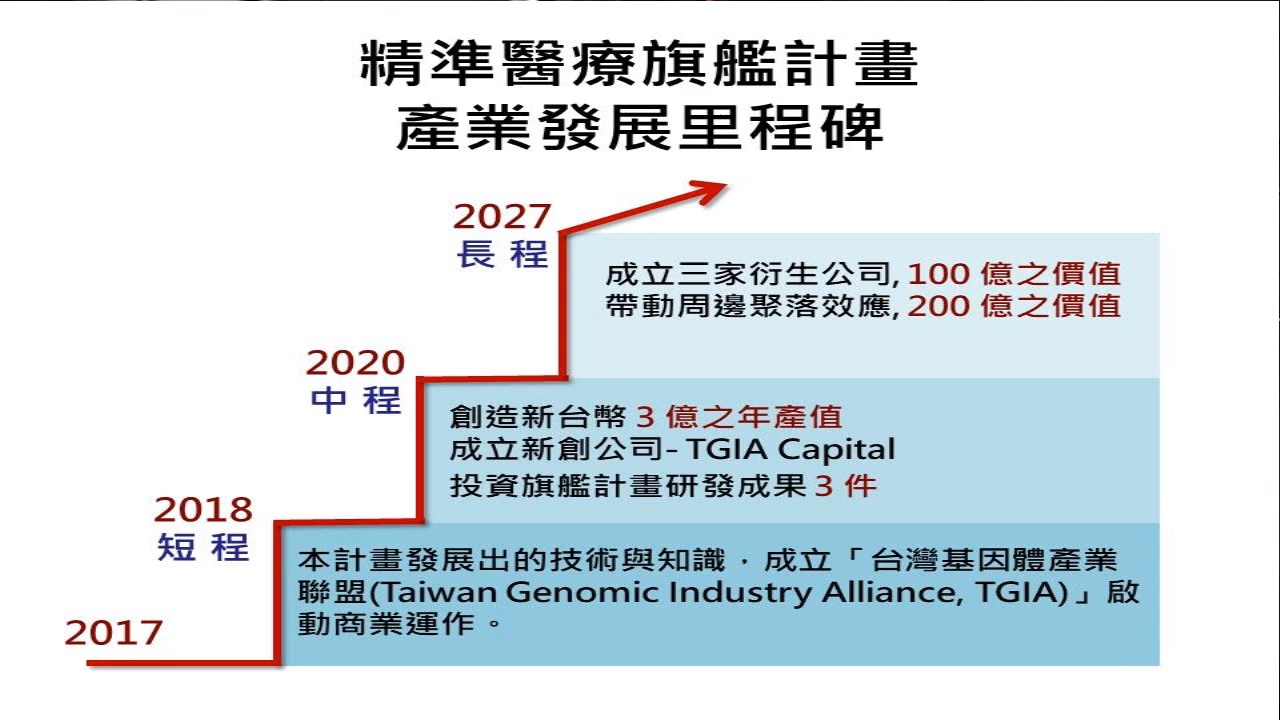 精準醫療旗艦計畫
產業發展里程碑
2027
長程
成立三家衍生公司, 100 億之價值
帶動周邊聚落效應, 200 億之價值
2020
中程
創造新台幣 3 億之年產值
成立新創公司- TGIA Capital
投資旗艦計畫研發成果 3 件
2018
短程
本計畫發展出的技術與知識，成立「台灣基因體產業
聯盟(Taiwan Genomic Industry Alliance, TGIA)」啟
動商業運作。
2017